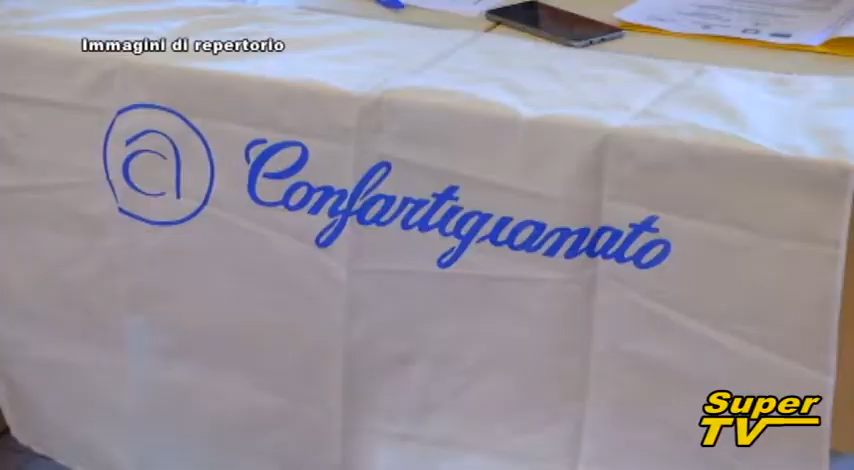 Immagini di repertorio
a
Confartigianato
Super
TV